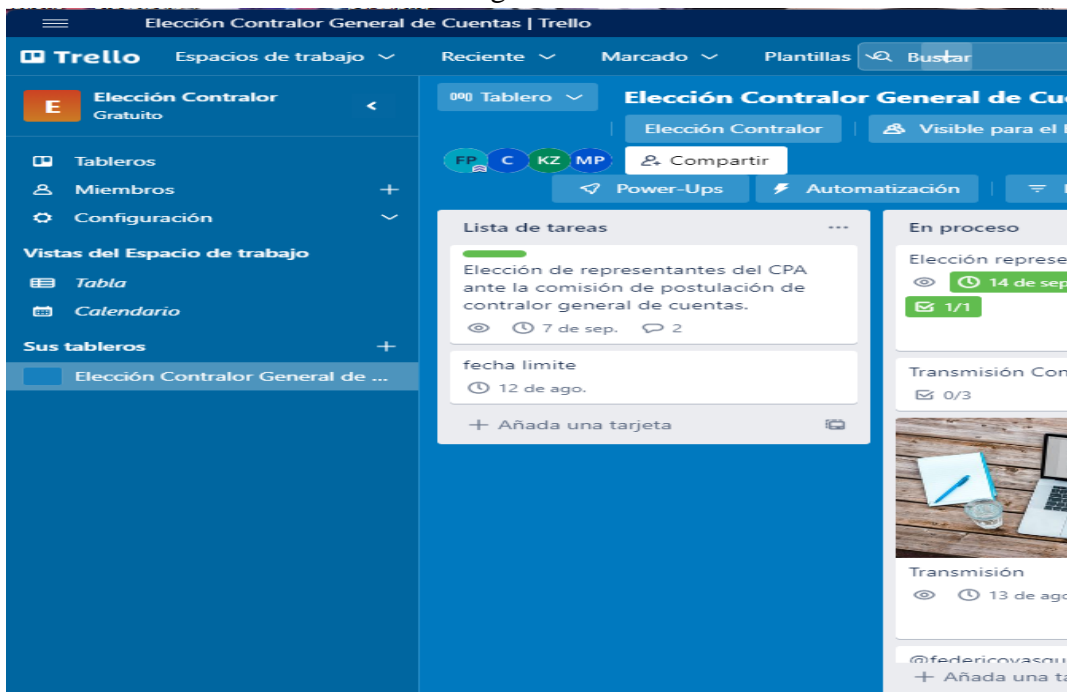 Elección Contralor General de Cuentas | Trello
Trello
Espacios de trabajo
Reciente
Marcado
Plantillas
Buscar
E
Elección Contralor
Gratuito
Tableros
Miembros
Configuración
Vistas del Espacio de trabajo
Tabla
Calendario
Sus tableros
Elección Contralor General de ...
Tablero
Elección Contralor General de Cu
Elección Contralor
Visible para el
FP C KZ MP
Compartir
Power-Ups
Automatización
Lista de tareas
Elección de representantes del CPA
ante la comisión de postulación de
contralor general de cuentas.
7 de sep. 2
fecha limite
12 de ago.
+ Añada una tarjeta
En proceso
Elección represe
14 de sep
1/1
Transmisión Con
0/3
Transmisión
13 de ago
@federicovasqu
+ Añada una ta